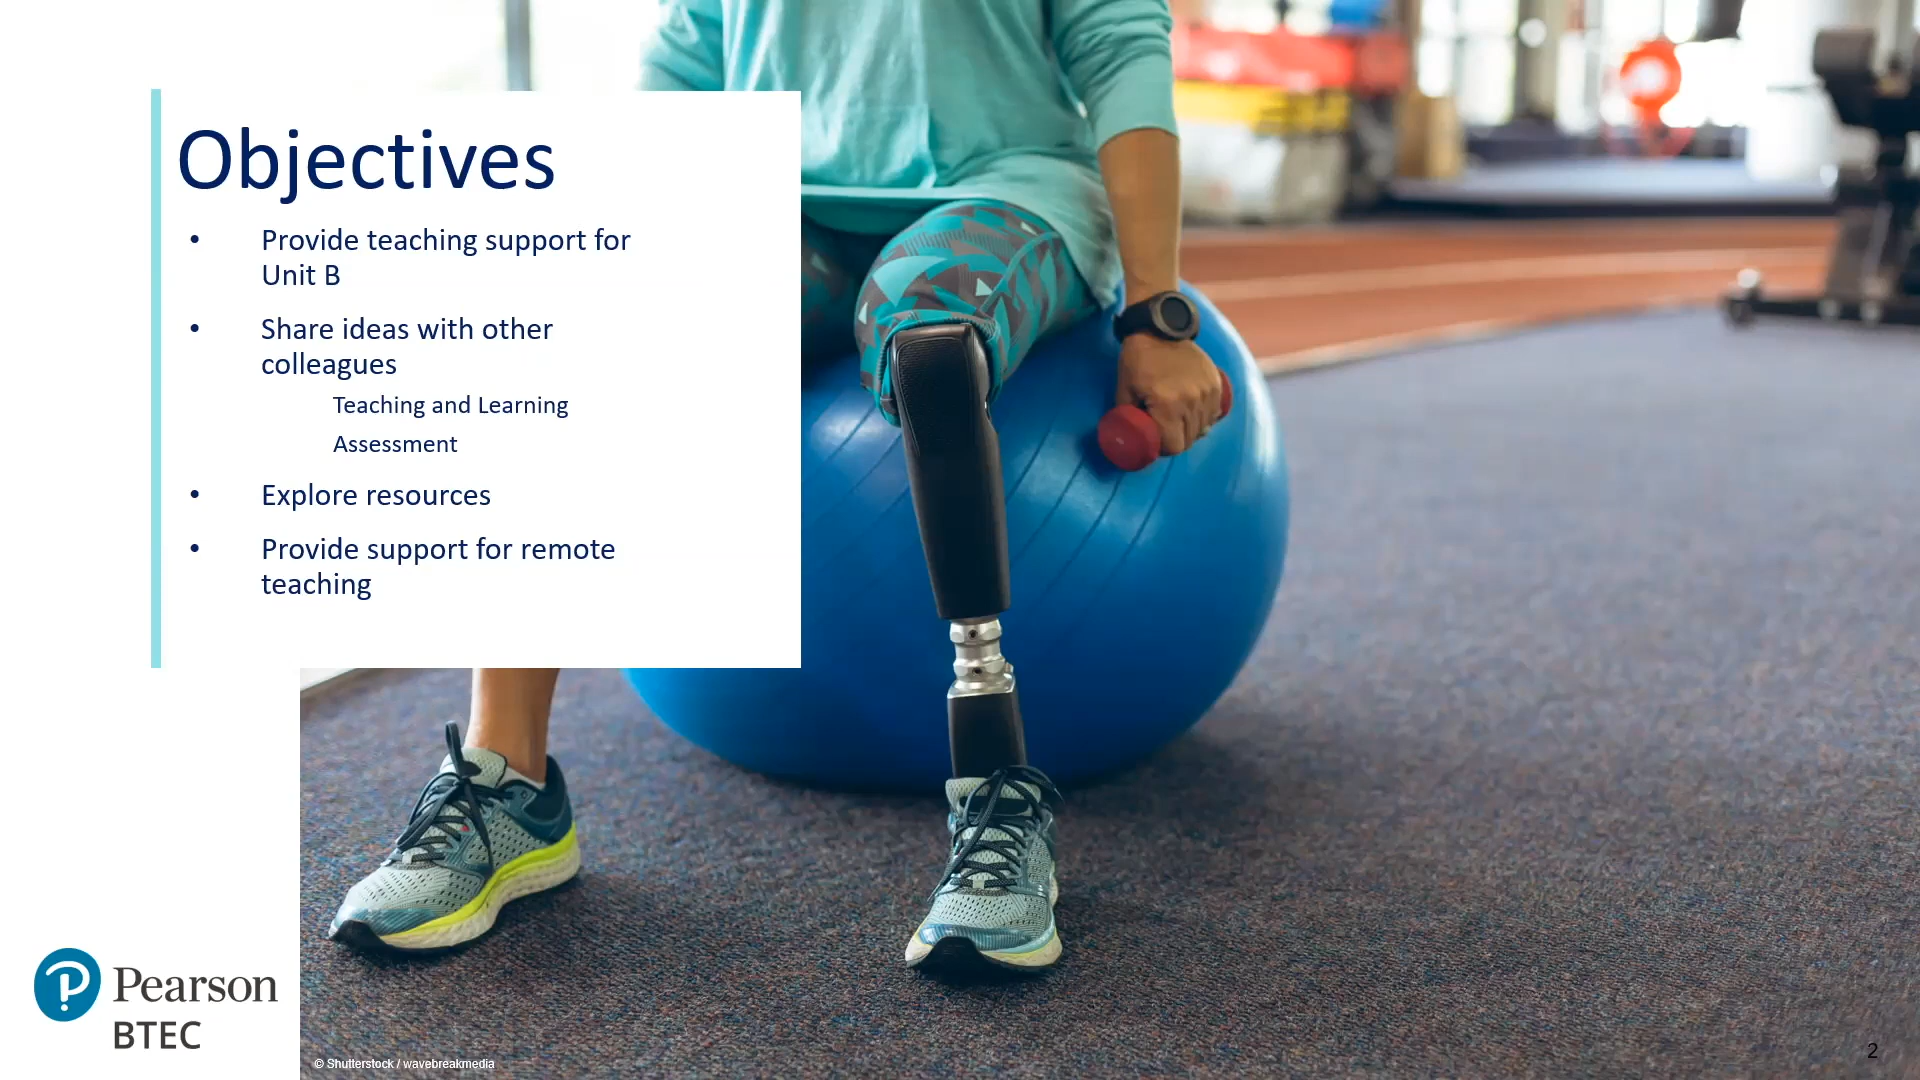 Objectives
• Provide teaching support for
Unit B
• Share ideas with other
colleagues
Teaching and Learning
Assessment
• Explore resources
• Provide support for remote
teaching
Pearson
BTEC
© Shutterstock / wavebreakmedia
2